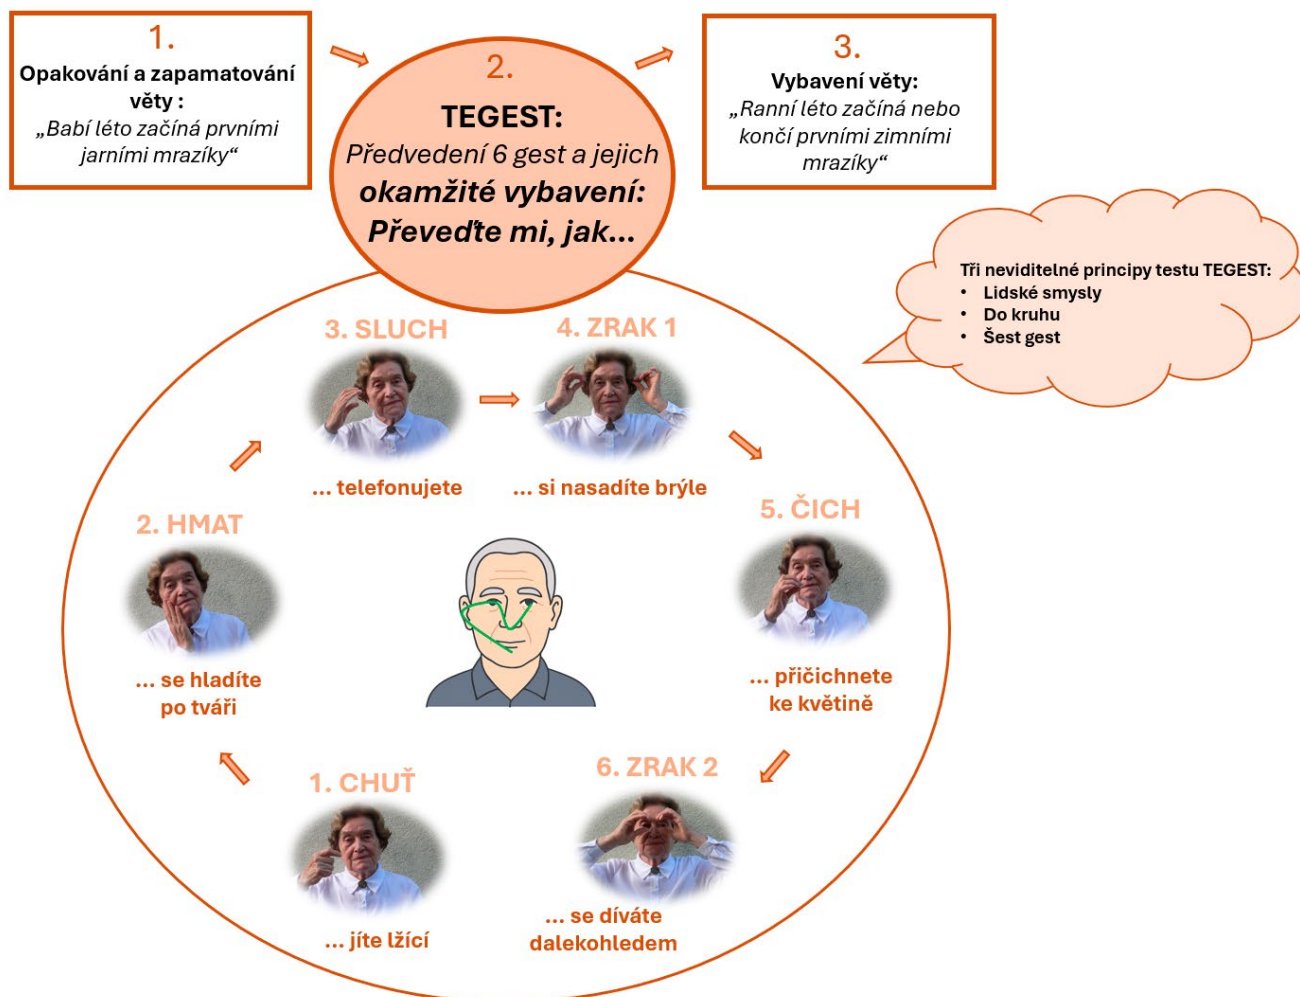 1.
Opakování a zapamatování
věty :
„Babí léto začíná prvními
jarními mrazíky“
2.
TEGEST:
Předvedení 6 gest a jejich
okamžité vybavení:
Převeďte mi, jak...
3.
Vybavení věty:
„Ranní léto začíná nebo
končí prvními zimními
mrazíky“
Tři neviditelné principy testu TEGEST:
• Lidské smysly
• Do kruhu
• Šest gest
3. SLUCH
... telefonujete
4. ZRAK 1
... si nasadíte brýle
2. HMAT
... se hladíte
po tváři
5. ČICH
... přičichnete
ke květině
1. CHUŤ
... jíte lžící
6. ZRAK 2
... se díváte
dalekohledem